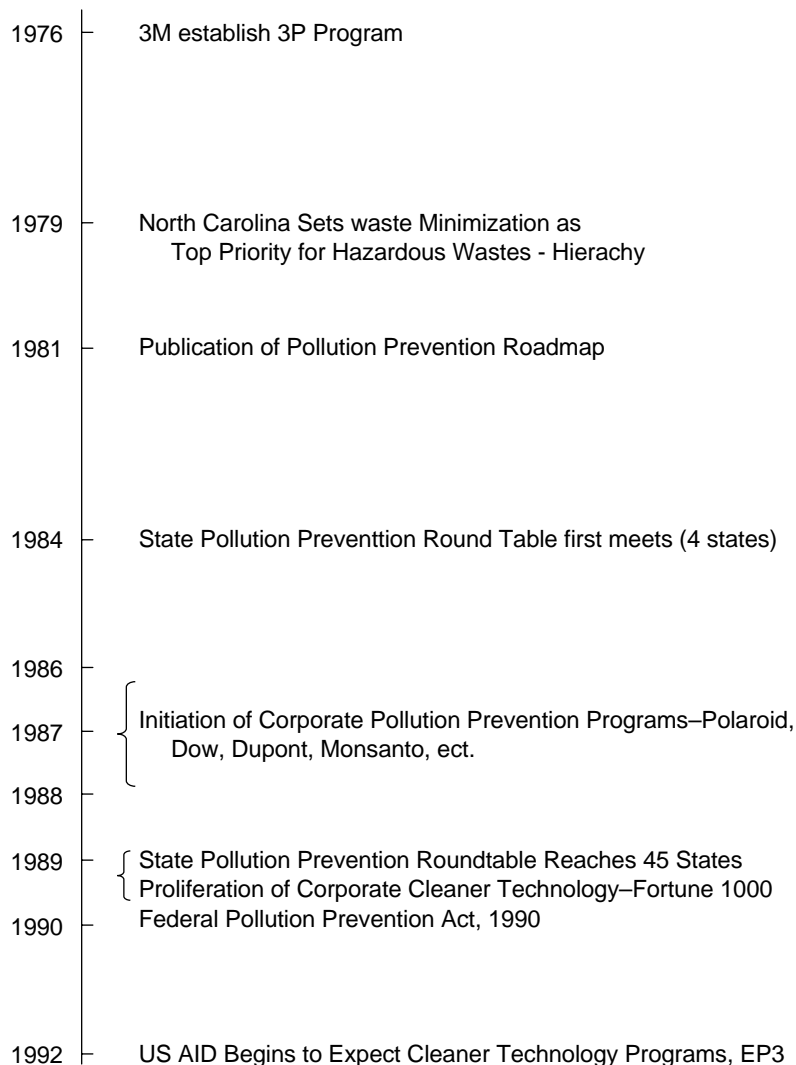 1976 3M establish 3P Program
1979 North Carolina Sets waste Minimization as
Top Priority for Hazardous Wastes - Hierachy
1981 Publication of Pollution Prevention Roadmap
1984 State Pollution Preventtion Round Table first meets (4 states)
1986
1987 Initiation of Corporate Pollution Prevention Programs–Polaroid,
Dow, Dupont, Monsanto, ect.
1988
1989 State Pollution Prevention Roundtable Reaches 45 States
Proliferation of Corporate Cleaner Technology–Fortune 1000
1990 Federal Pollution Prevention Act, 1990
1992 US AID Begins to Expect Cleaner Technology Programs, EP3